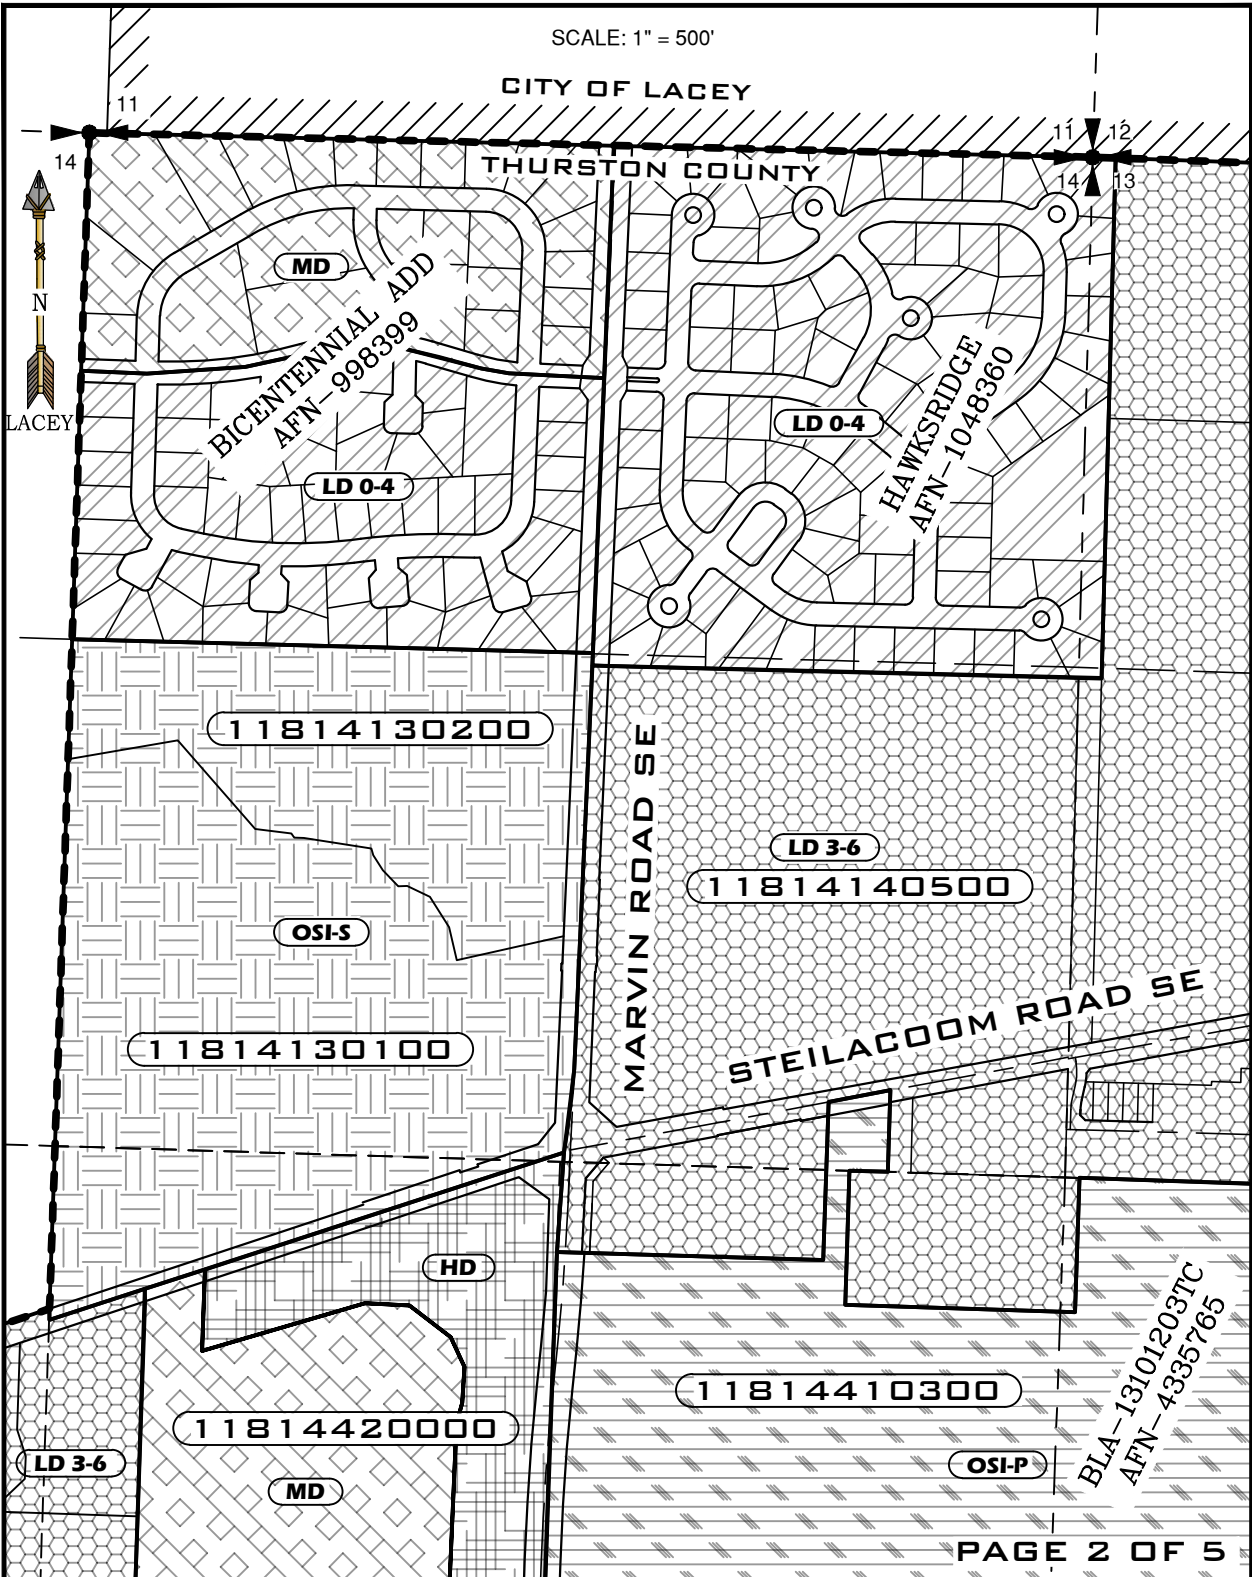 SCALE: 1" = 500'
CITY OF LACEY
11
11
12
THURSTON COUNTY
14
14
13
N
LACEY
MD
BICENTENNIAL ADD
AFN-998399
LD 0-4
HAWKSRIDGE
AFN-1048360
LD 0-4
11814130200
MARVIN ROAD SE
LD 3-6
11814140500
OSI-S
STEILACOOM ROAD SE
11814130100
HD
11814410300
BLA-13101203TC
AFN-4335765
11814420000
LD 3-6
OSI-P
MD
PAGE 2 OF 5